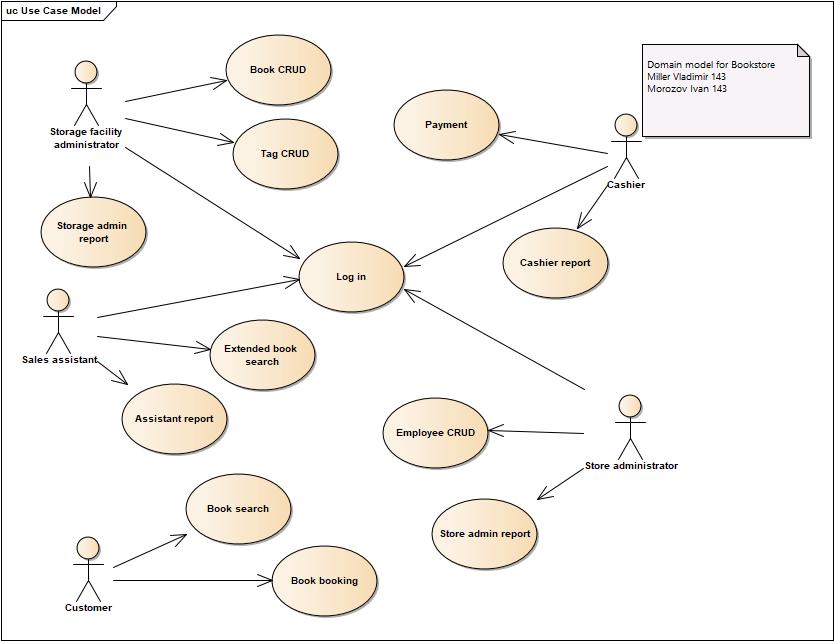 uc Use Case Model
Book CRUD
Domain model for Bookstore
Miller Vladimir 143
Morozov Ivan 143
Storage facility
administrator
Payment
Tag CRUD
Cashier
Storage admin
report
Cashier report
Log in
Extended book
search
Sales assistant
Assistant report
Employee CRUD
Store administrator
Book search
Store admin report
Book booking
Customer